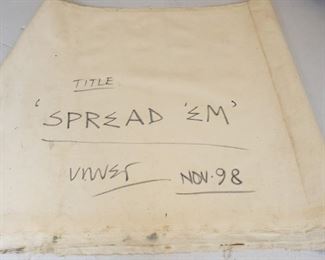 TITLE
'SPREAD 'EM'
NOV. 98